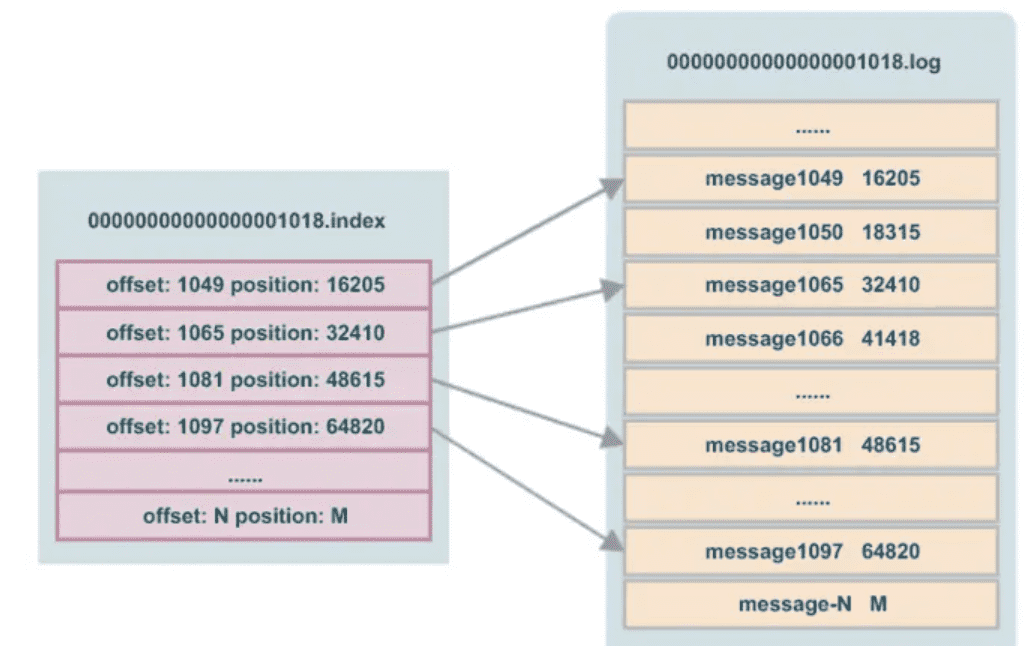 00000000000000001018.index
offset: 1049 position: 16205
offset: 1065 position: 32410
offset: 1081 position: 48615
offset: 1097 position: 64820
......
offset: N position: M
00000000000000001018.log
......
message1049 16205
message1050 18315
message1065 32410
message1066 41418
......
message1081 48615
......
message1097 64820
message-N M